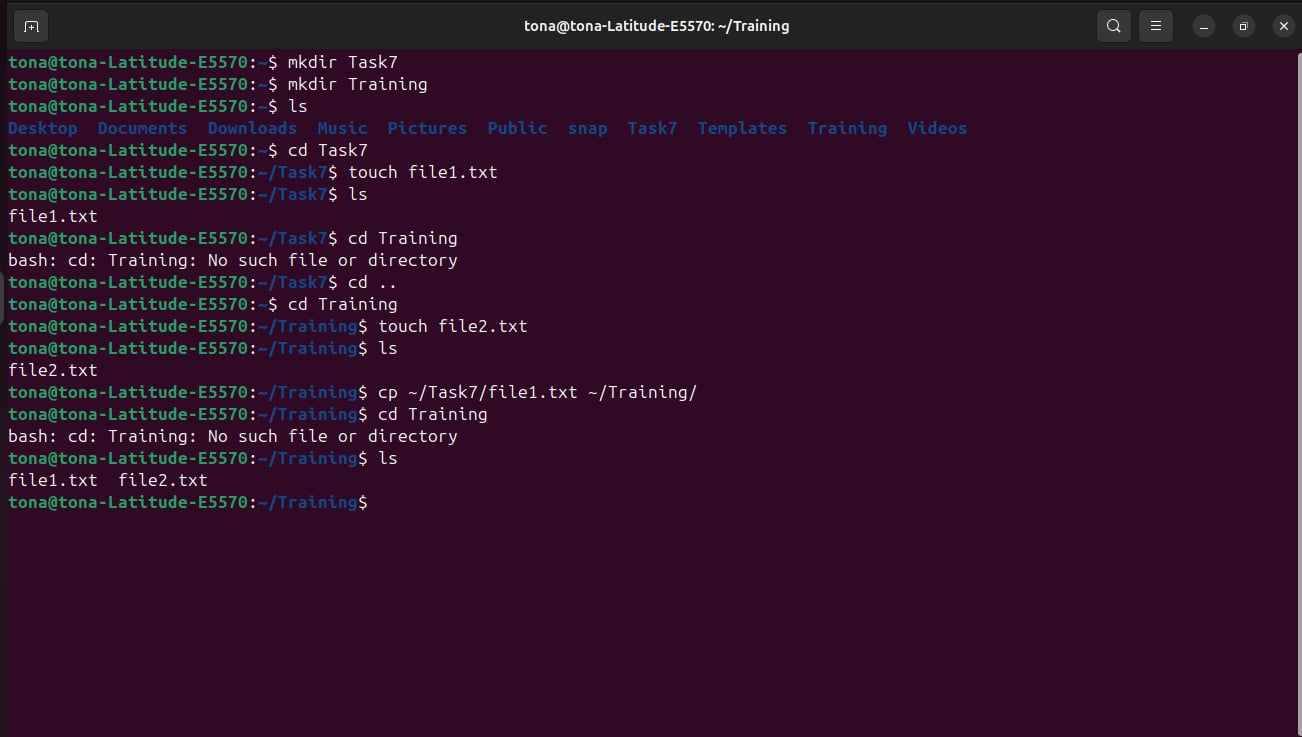 tona@tona-Latitude-E5570: ~/Training
tona@tona-Latitude-E5570:~$ mkdir Task7
tona@tona-Latitude-E5570:~$ mkdir Training
tona@tona-Latitude-E5570:~$ ls
Desktop  Documents  Downloads  Music  Pictures  Public  snap  Task7  Templates  Training  Videos
tona@tona-Latitude-E5570:~$ cd Task7
tona@tona-Latitude-E5570:~/Task7$ touch file1.txt
tona@tona-Latitude-E5570:~/Task7$ ls
file1.txt
tona@tona-Latitude-E5570:~/Task7$ cd Training
bash: cd: Training: No such file or directory
tona@tona-Latitude-E5570:~/Task7$ cd ..
tona@tona-Latitude-E5570:~$ cd Training
tona@tona-Latitude-E5570:~/Training$ touch file2.txt
tona@tona-Latitude-E5570:~/Training$ ls
file2.txt
tona@tona-Latitude-E5570:~/Training$ cp ~/Task7/file1.txt ~/Training/
tona@tona-Latitude-E5570:~/Training$ cd Training
bash: cd: Training: No such file or directory
tona@tona-Latitude-E5570:~/Training$ ls
file1.txt  file2.txt
tona@tona-Latitude-E5570:~/Training$